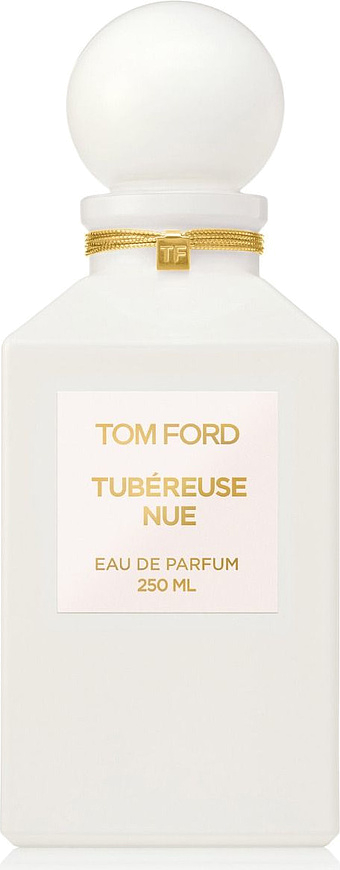 TF
TOM FORD
TUBÉREUSE
NUE
EAU DE PARFUM
250 ML